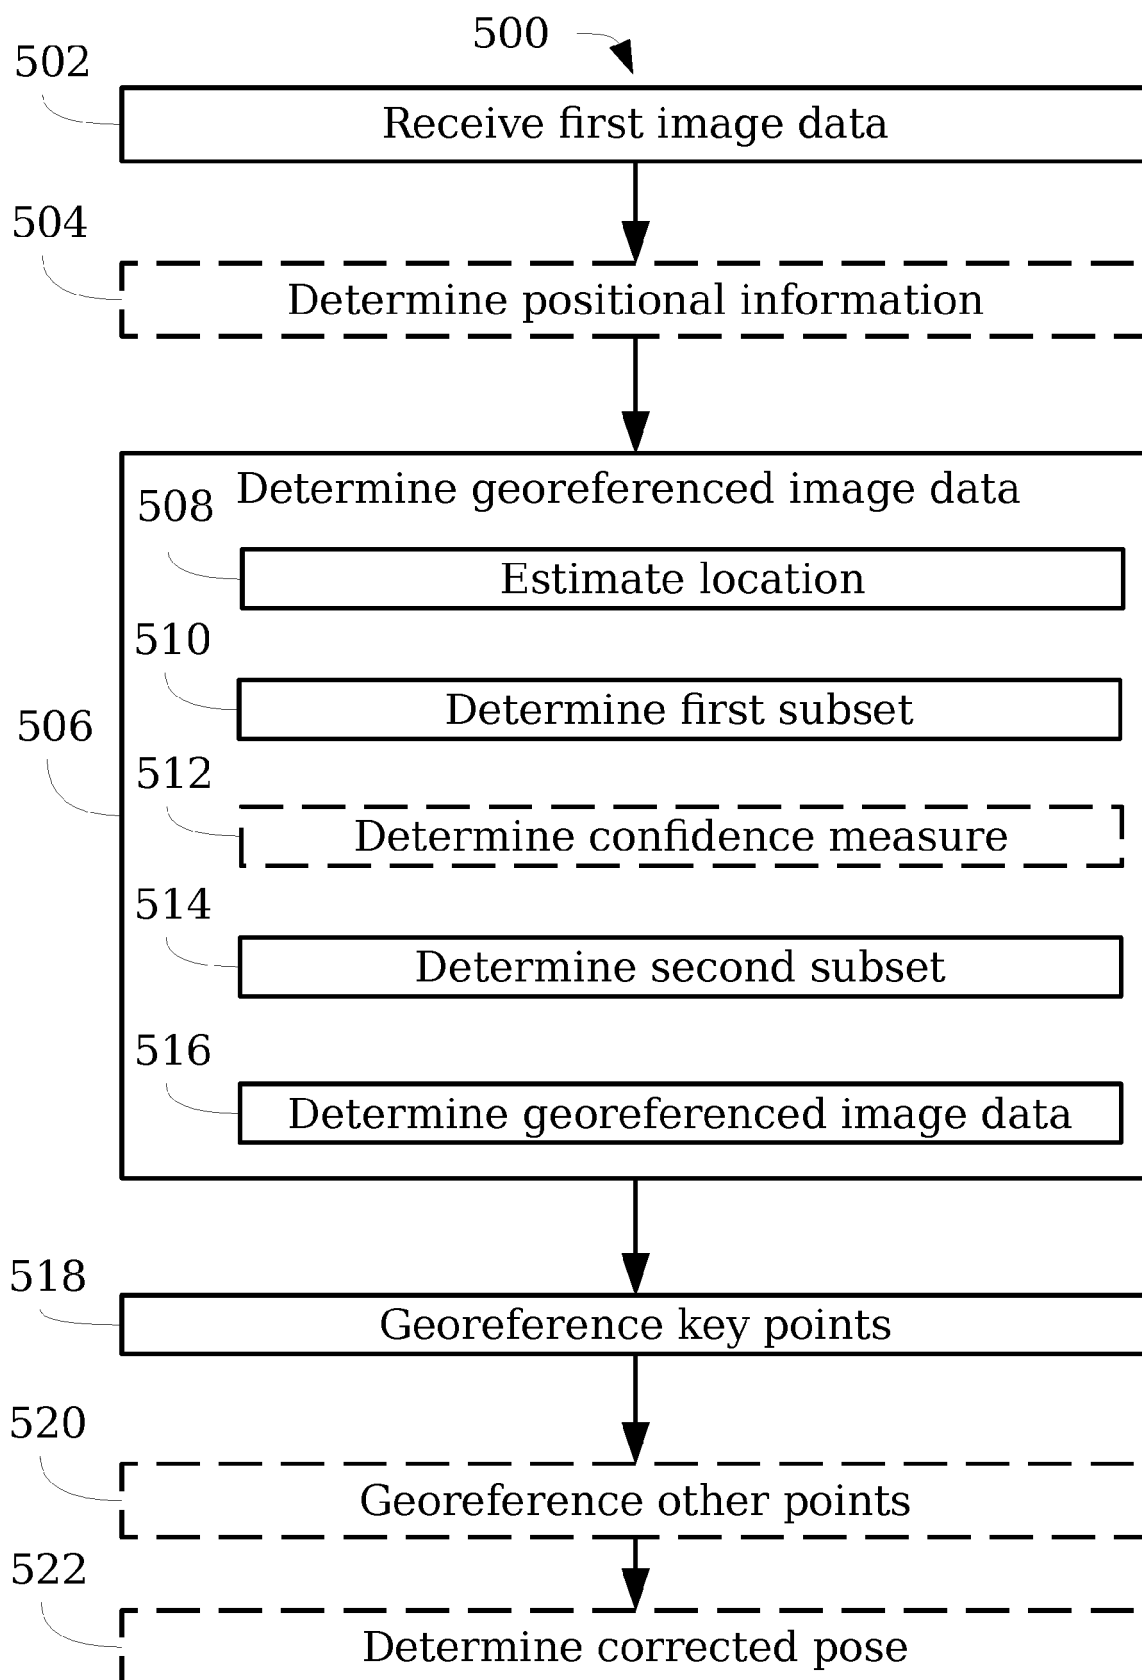 500
502
Receive first image data
504
Determine positional information
506
Determine georeferenced image data
508
Estimate location
510
Determine first subset
512
Determine confidence measure
514
Determine second subset
516
Determine georeferenced image data
518
Georeference key points
520
Georeference other points
522
Determine corrected pose